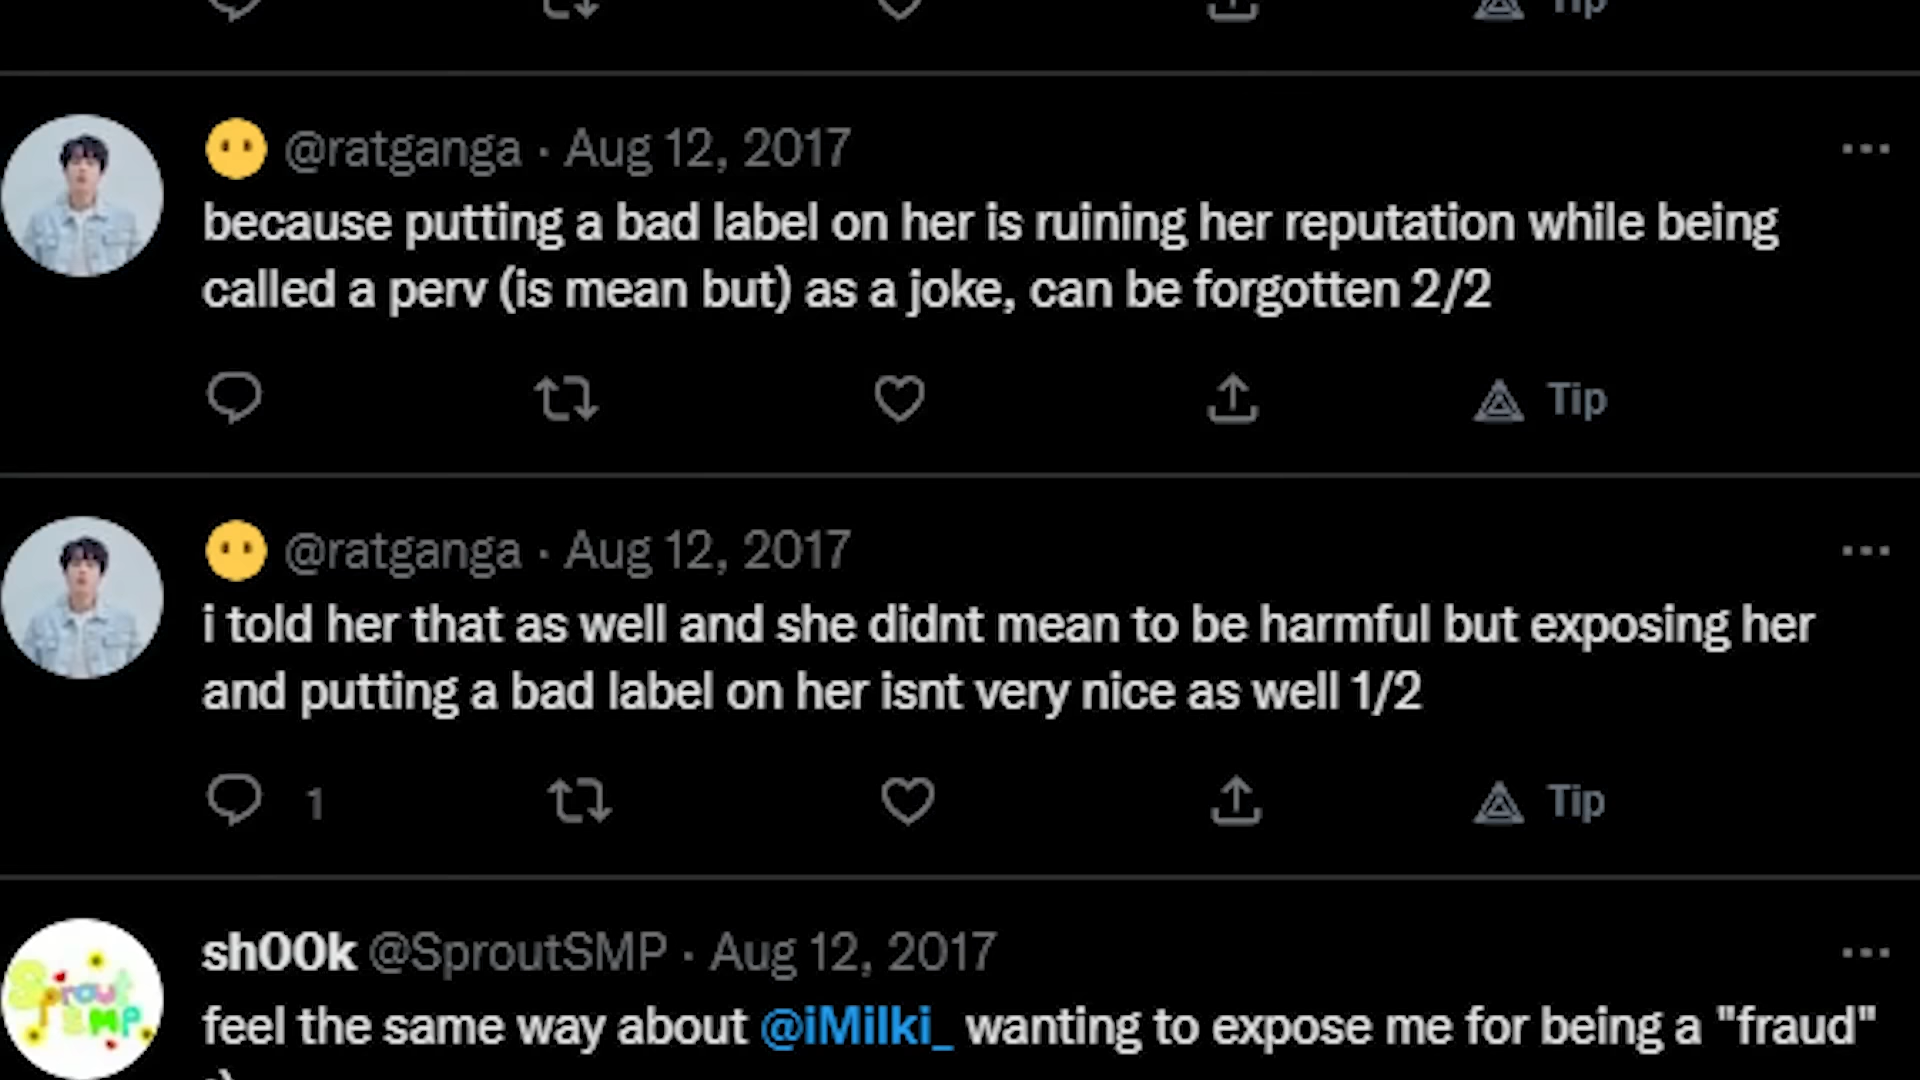 Tip
😶 @ratganga · Aug 12, 2017
because putting a bad label on her is ruining her reputation while being
called a perv (is mean but) as a joke, can be forgotten 2/2
Tip
😶 @ratganga · Aug 12, 2017
i told her that as well and she didnt mean to be harmful but exposing her
and putting a bad label on her isnt very nice as well 1/2
1
Tip
Sprout
SMP
sh00k @SproutSMP · Aug 12, 2017
feel the same way about @iMilki_ wanting to expose me for being a "fraud"